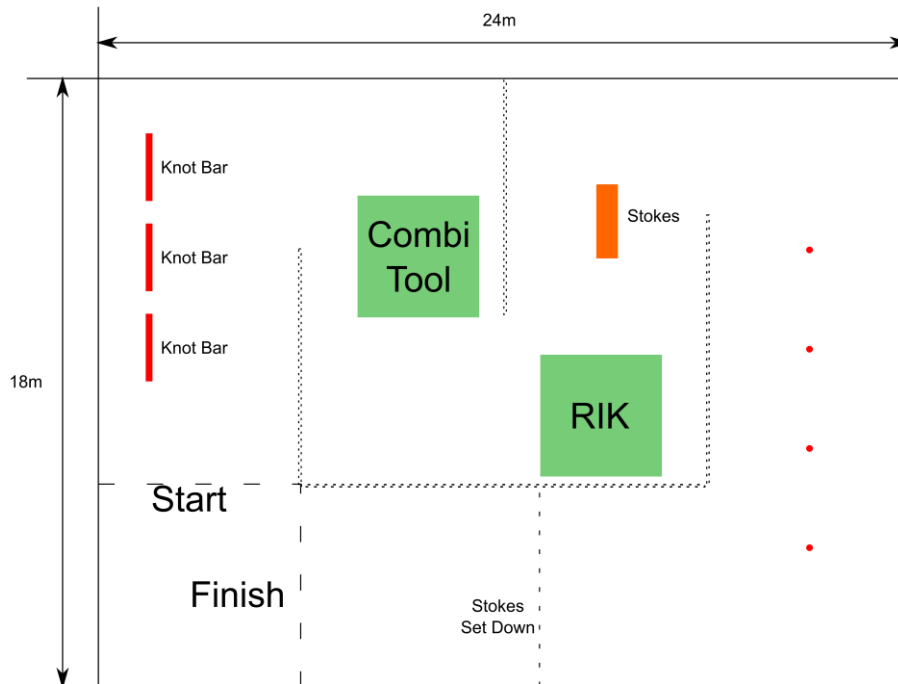 24m
Knot Bar
Combi
Tool
Stokes
Knot Bar
Knot Bar
18m
RIK
Start
Finish
Stokes
Set Down